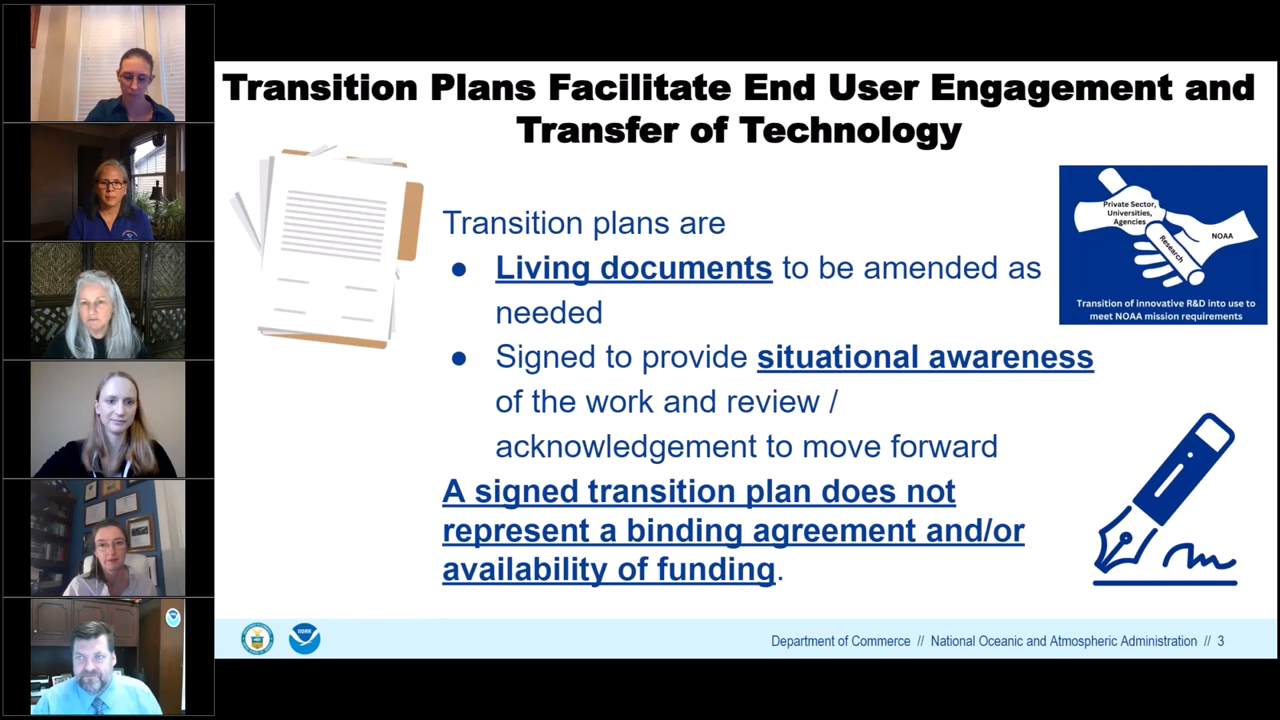 Transition Plans Facilitate End User Engagement and
Transfer of Technology
Private Sector,
Universities,
Agencies
NOAA
Research
Transition of innovative R&D into use to
meet NOAA mission requirements
Transition plans are
● Living documents to be amended as
needed
● Signed to provide situational awareness
of the work and review /
acknowledgement to move forward
A signed transition plan does not
represent a binding agreement and/or
availability of funding.
NOAA
Department of Commerce // National Oceanic and Atmospheric Administration // 3